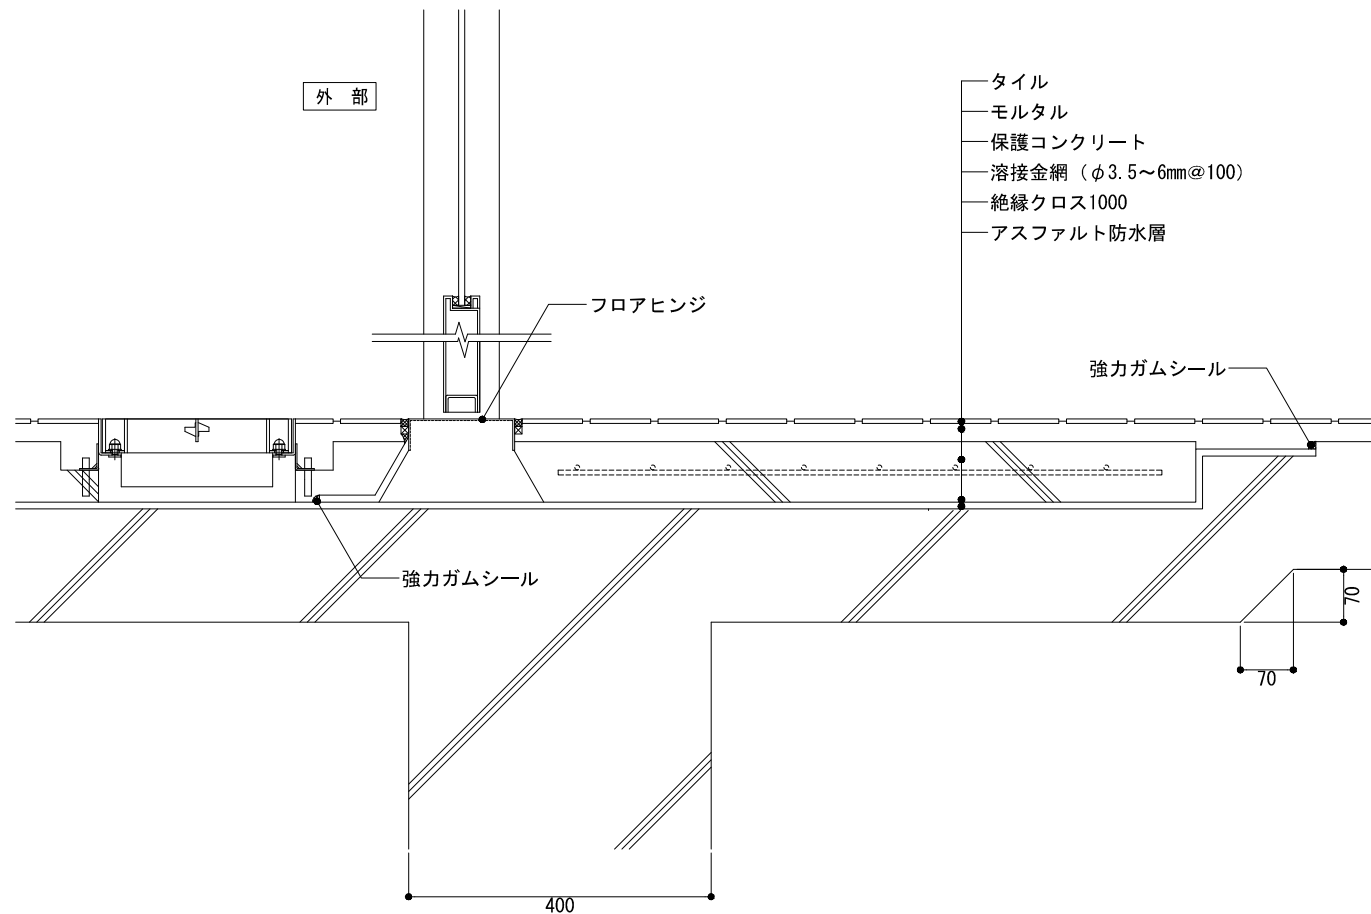 外　部
タイル
モルタル
保護コンクリート
溶接金網（φ3.5～6mm＠100）
絶縁クロス1000
アスファルト防水層
フロアヒンジ
強力ガムシール
強力ガムシール
70
70
400